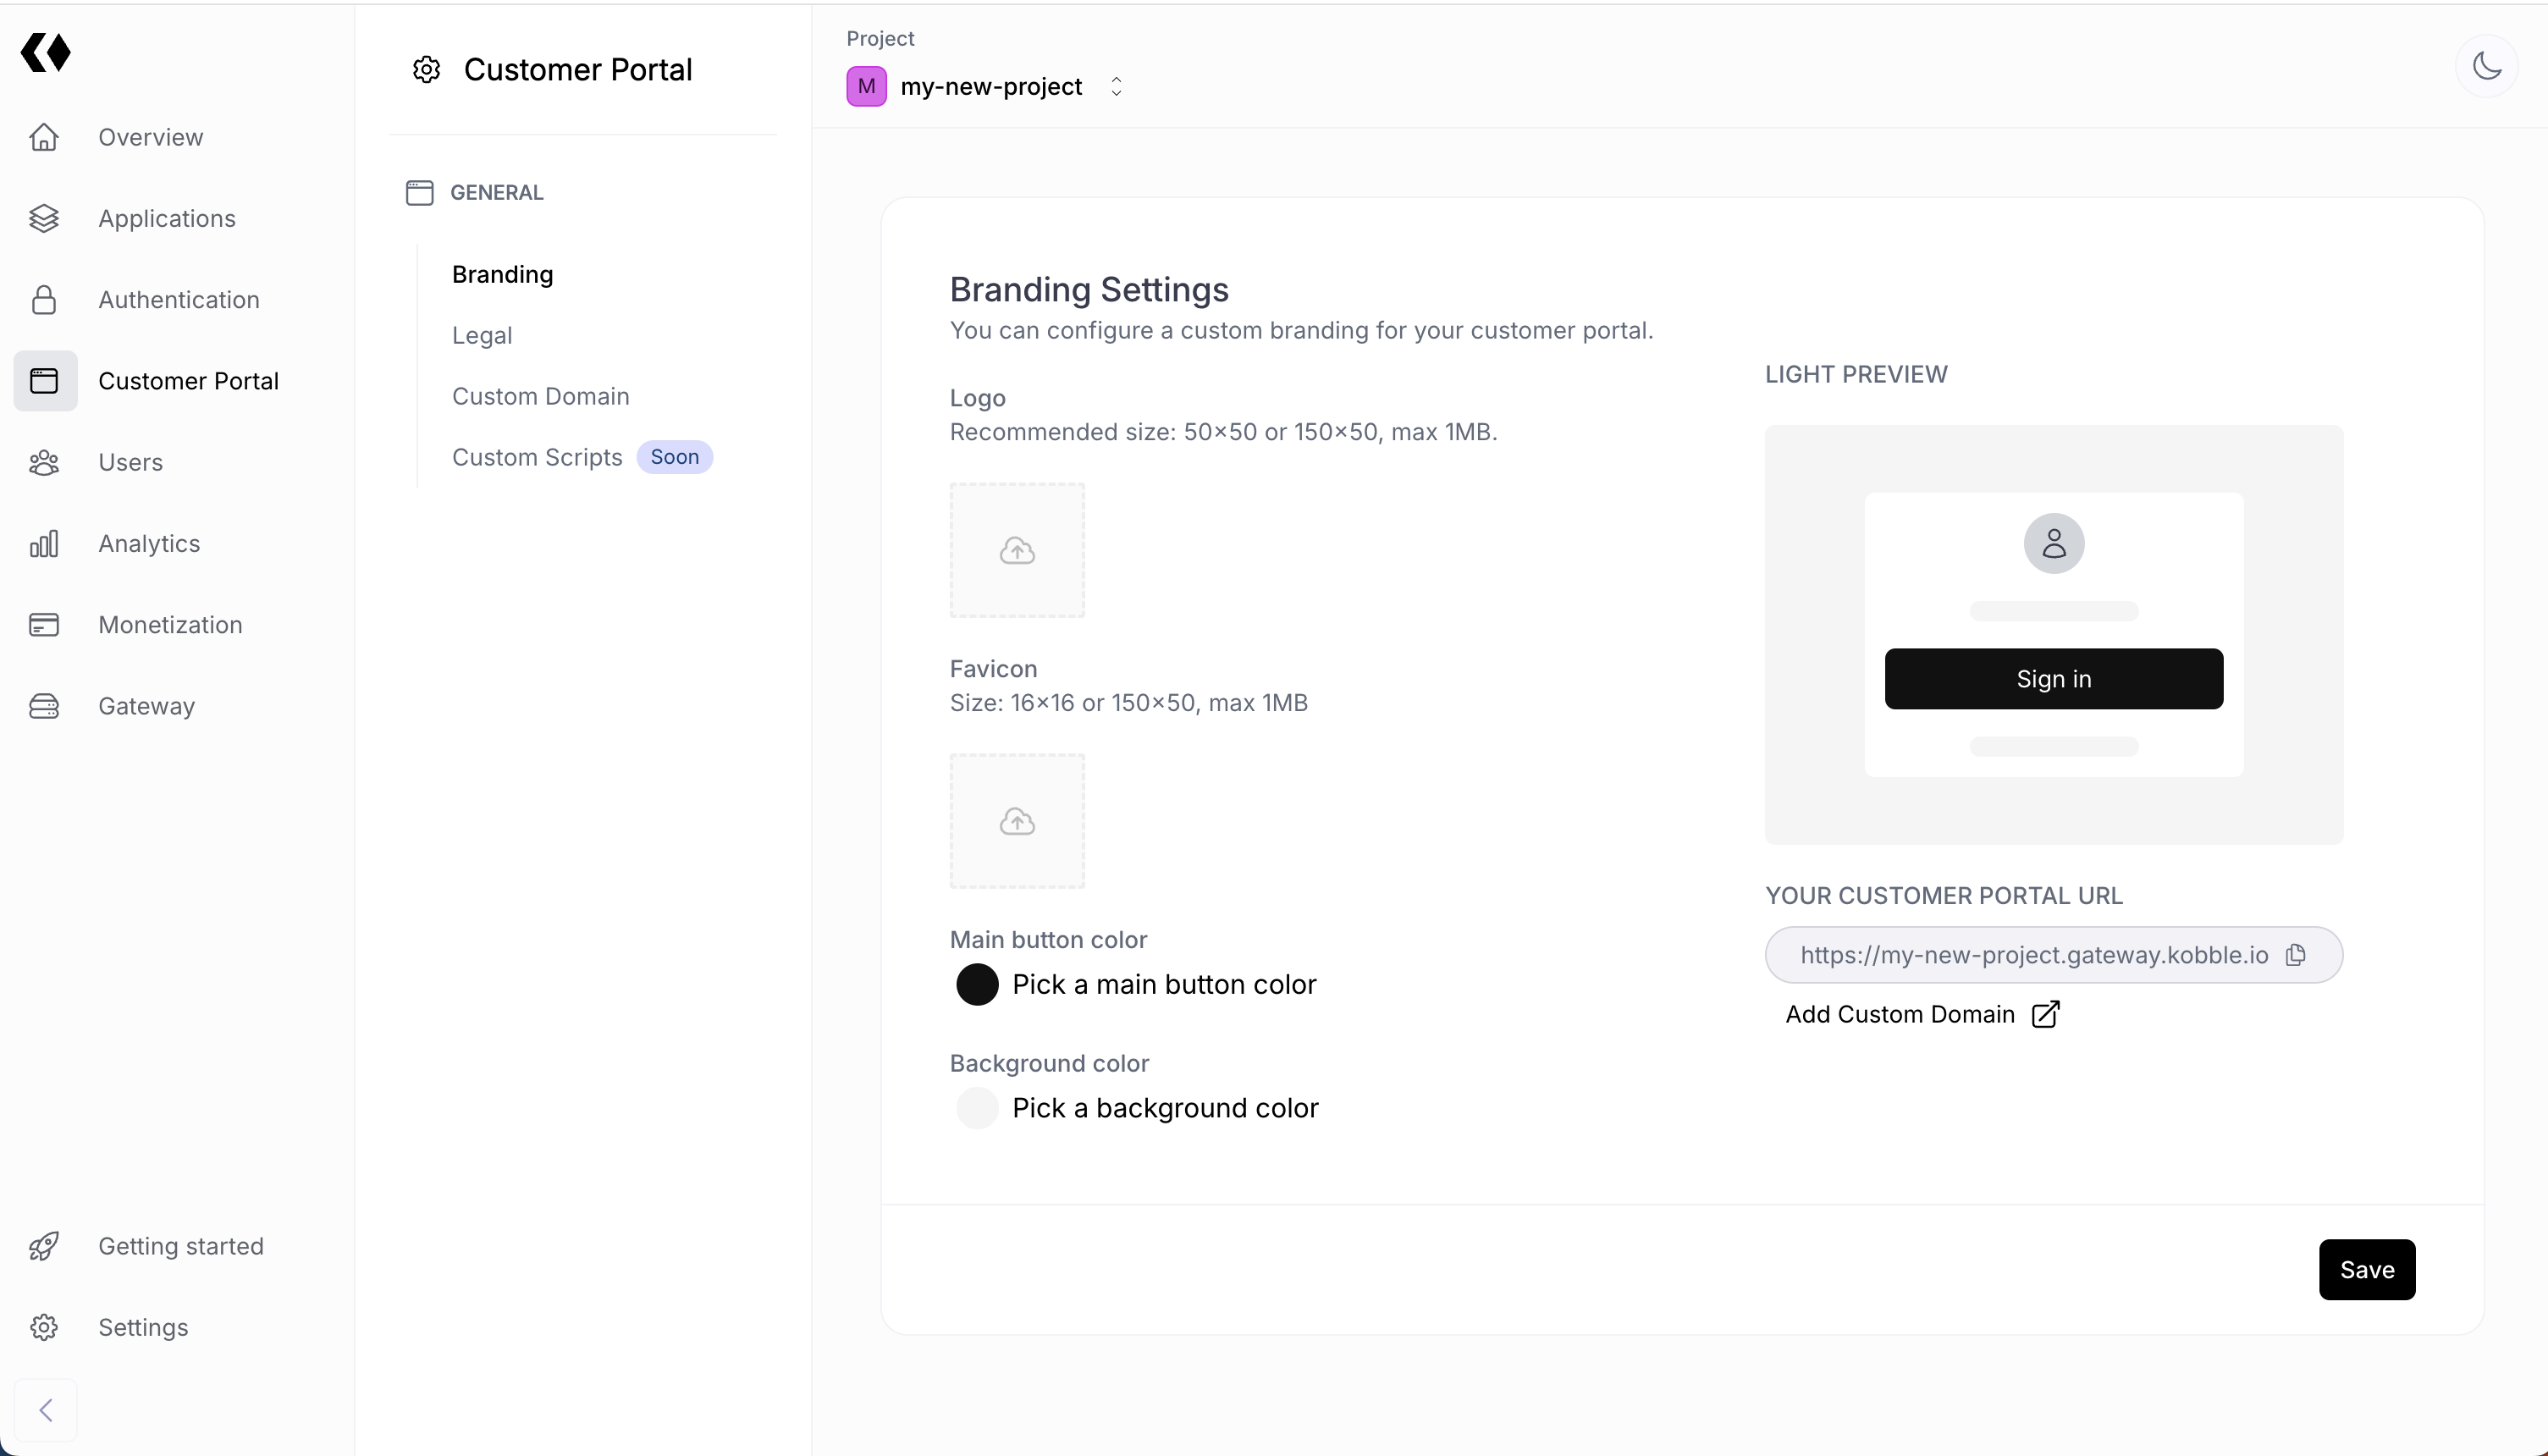 Overview
Applications
Authentication
Customer Portal
Users
Analytics
Monetization
Gateway
Getting started
Settings
Customer Portal
GENERAL
Branding
Legal
Custom Domain
Custom Scripts Soon
Project
M my-new-project
Branding Settings
You can configure a custom branding for your customer portal.
Logo
Recommended size: 50×50 or 150×50, max 1MB.
Favicon
Size: 16×16 or 150×50, max 1MB
Main button color
Pick a main button color
Background color
Pick a background color
LIGHT PREVIEW
Sign in
YOUR CUSTOMER PORTAL URL
https://my-new-project.gateway.kobble.io
Add Custom Domain
Save